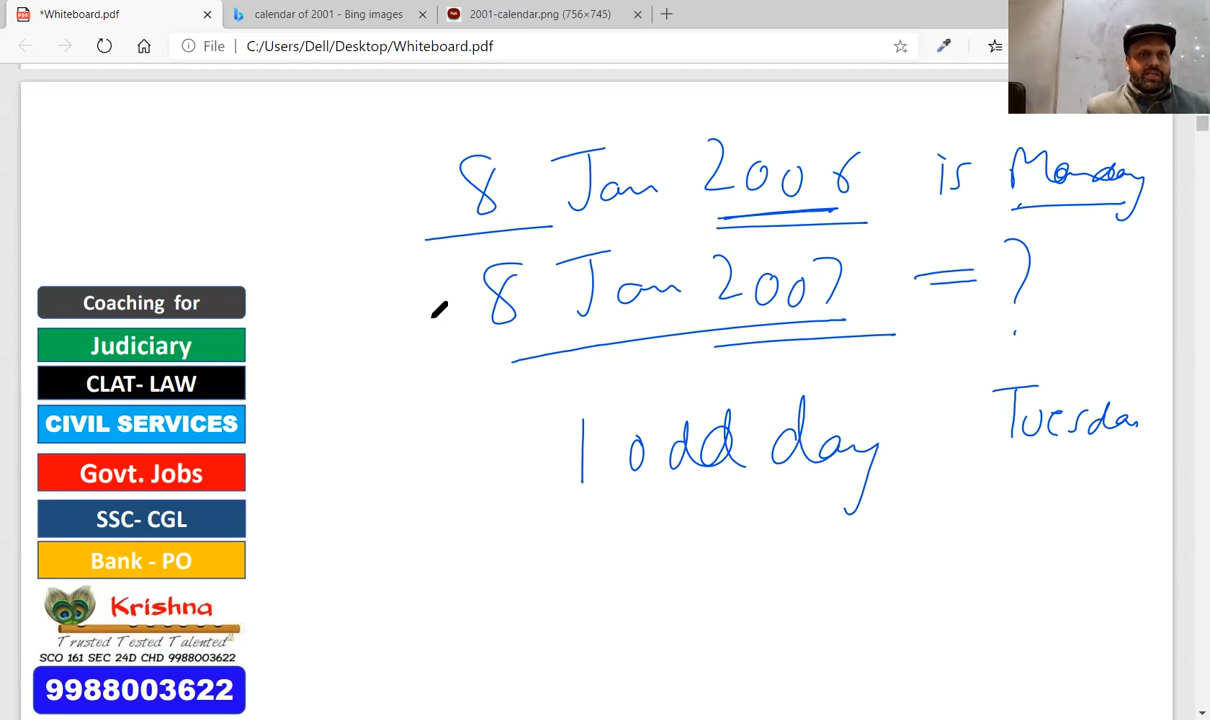 *Whiteboard.pdf
calendar of 2001 - Bing images
2001-calendar.png (756×745)
File
C:/Users/Dell/Desktop/Whiteboard.pdf
8 Jan 2006 is Monday
8 Jan 2007 = ?
1 odd day
Tuesda
Coaching for
Judiciary
CLAT- LAW
CIVIL SERVICES
Govt. Jobs
SSC- CGL
Bank - PO
Krishna
Trusted Tested Talented
SCO 161 SEC 24D CHD 9988003622
9988003622